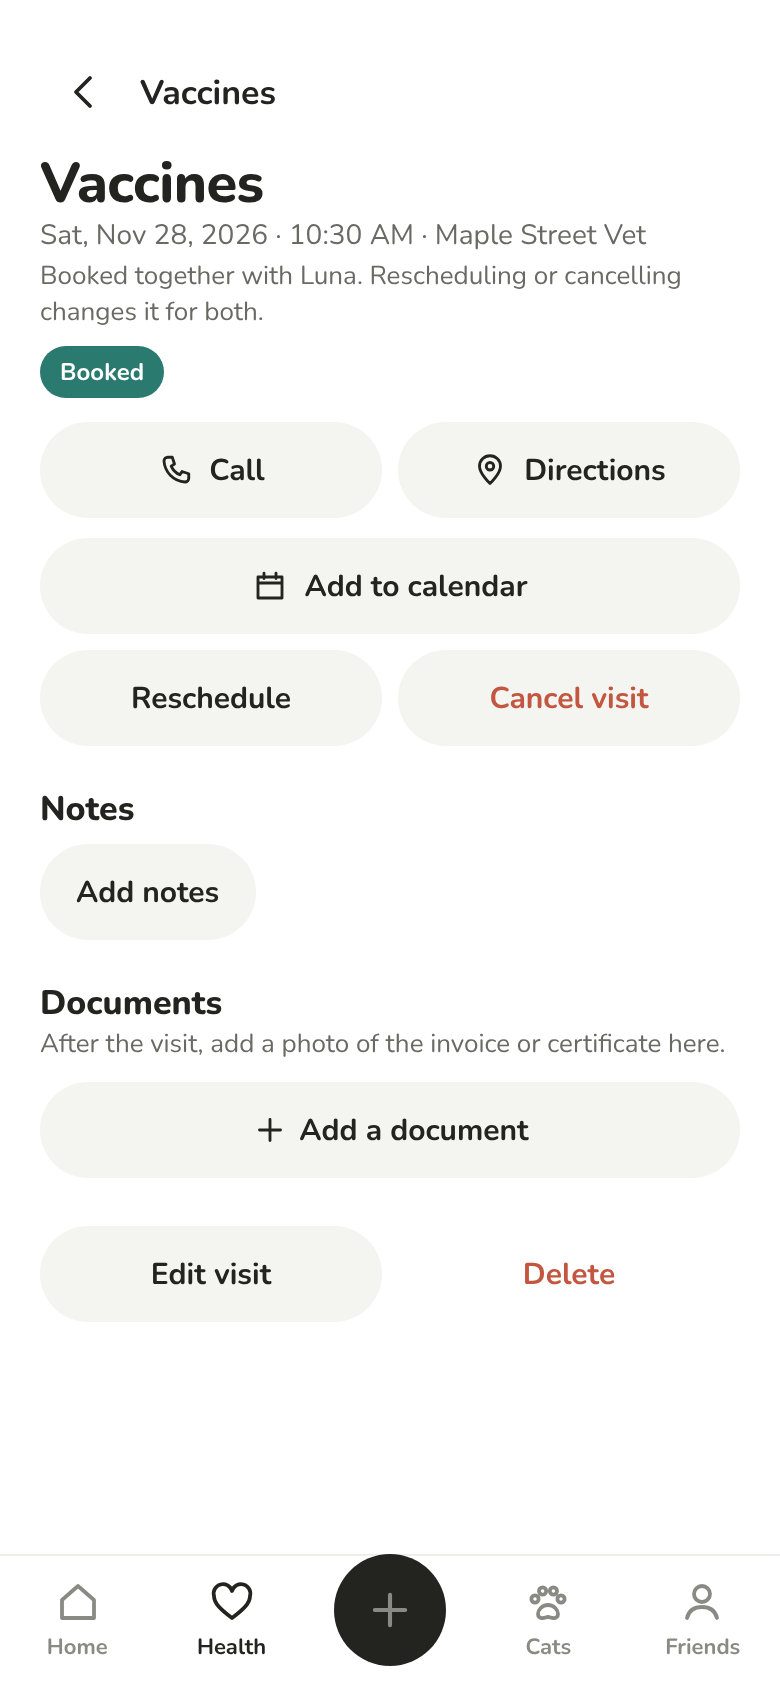 Vaccines
Vaccines
Sat, Nov 28, 2026 · 10:30 AM · Maple Street Vet
Booked together with Luna. Rescheduling or cancelling
changes it for both.
Booked
Call
Directions
Add to calendar
Reschedule
Cancel visit
Notes
Add notes
Documents
After the visit, add a photo of the invoice or certificate here.
Add a document
Edit visit
Delete
Home
Health
Cats
Friends